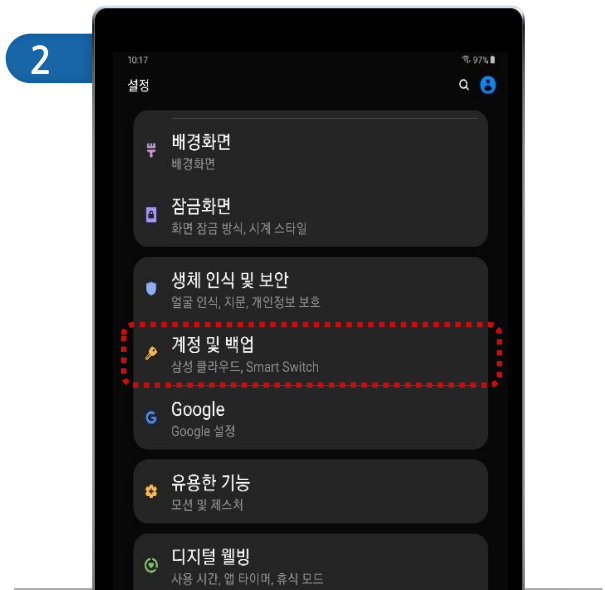 2
10:17
97%
설정
배경화면
배경화면
잠금화면
화면 잠금 방식, 시계 스타일
생체 인식 및 보안
얼굴 인식, 지문, 개인정보 보호
계정 및 백업
삼성 클라우드, Smart Switch
Google
Google 설정
유용한 기능
모션 및 제스처
디지털 웰빙
사용 시간, 앱 타이머, 휴식 모드